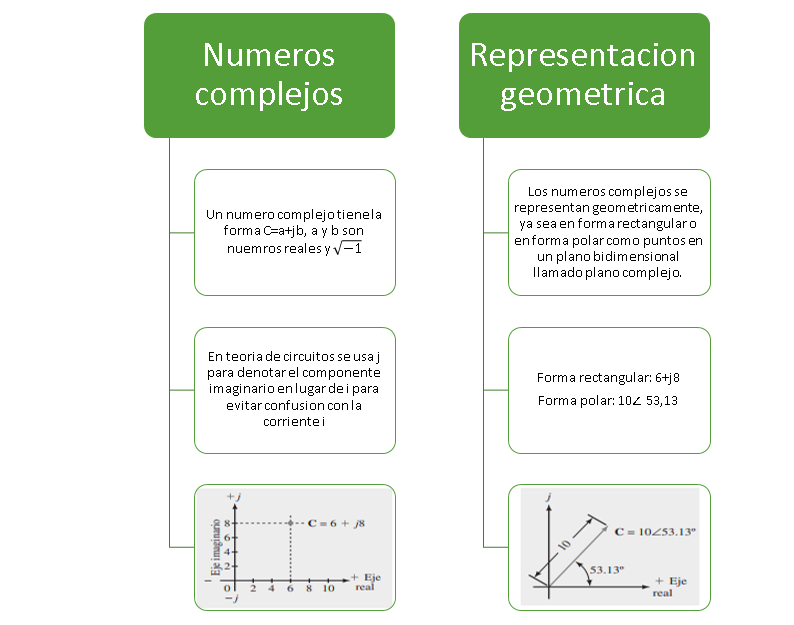 Numeros
complejos
Un numero complejo tiene la
forma C=a+jb, a y b son
nuemros reales y √−1
En teoria de circuitos se usa j
para denotar el componente
imaginario en lugar de i para
evitar confusion con la
corriente i
+j
Eje imaginario
8
6
4
2
C = 6 + j8
−
0 2 4 6 8 10
+ Eje
real
−j
Representacion
geometrica
Los numeros complejos se
representan geometricamente,
ya sea en forma rectangular o
en forma polar como puntos en
un plano bidimensional
llamado plano complejo.
Forma rectangular: 6+j8
Forma polar: 10∠ 53,13
j
C = 10∠53.13°
10
53.13°
+ Eje
real